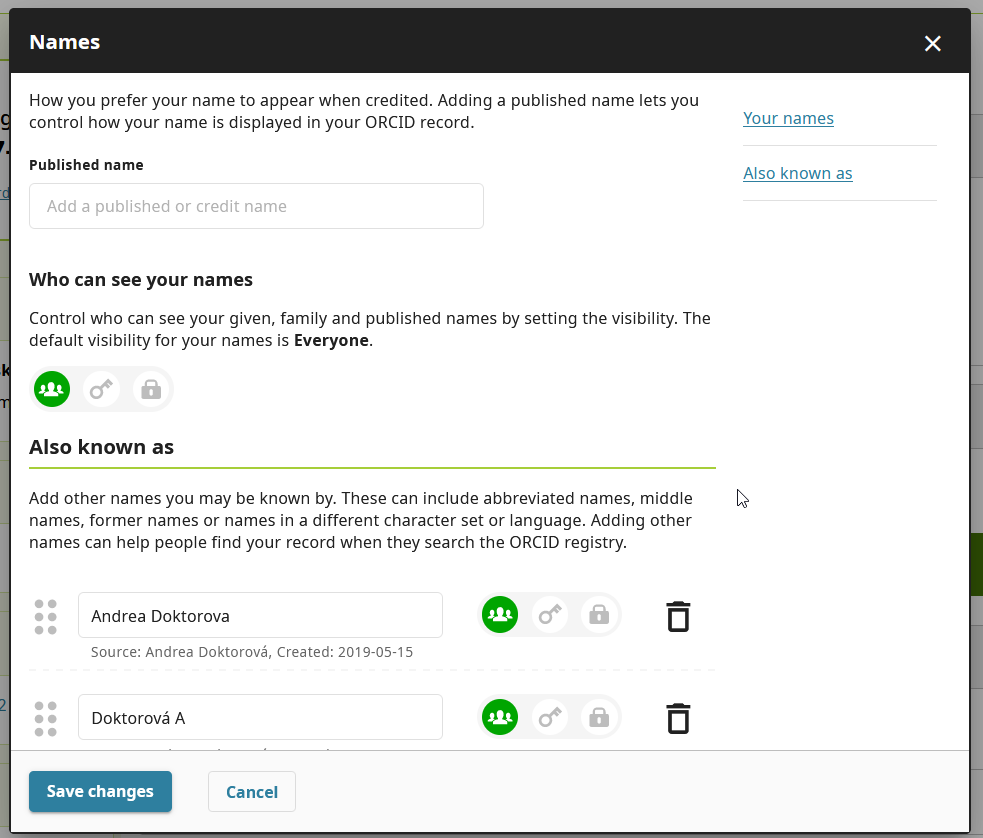 Names
How you prefer your name to appear when credited. Adding a published name lets you
control how your name is displayed in your ORCID record.
Your names
Also known as
Published name
Add a published or credit name
Who can see your names
Control who can see your given, family and published names by setting the visibility. The
default visibility for your names is Everyone.
Also known as
Add other names you may be known by. These can include abbreviated names, middle
names, former names or names in a different character set or language. Adding other
names can help people find your record when they search the ORCID registry.
Andrea Doktorova
Source: Andrea Doktorová, Created: 2019-05-15
Doktorová A
Save changes
Cancel